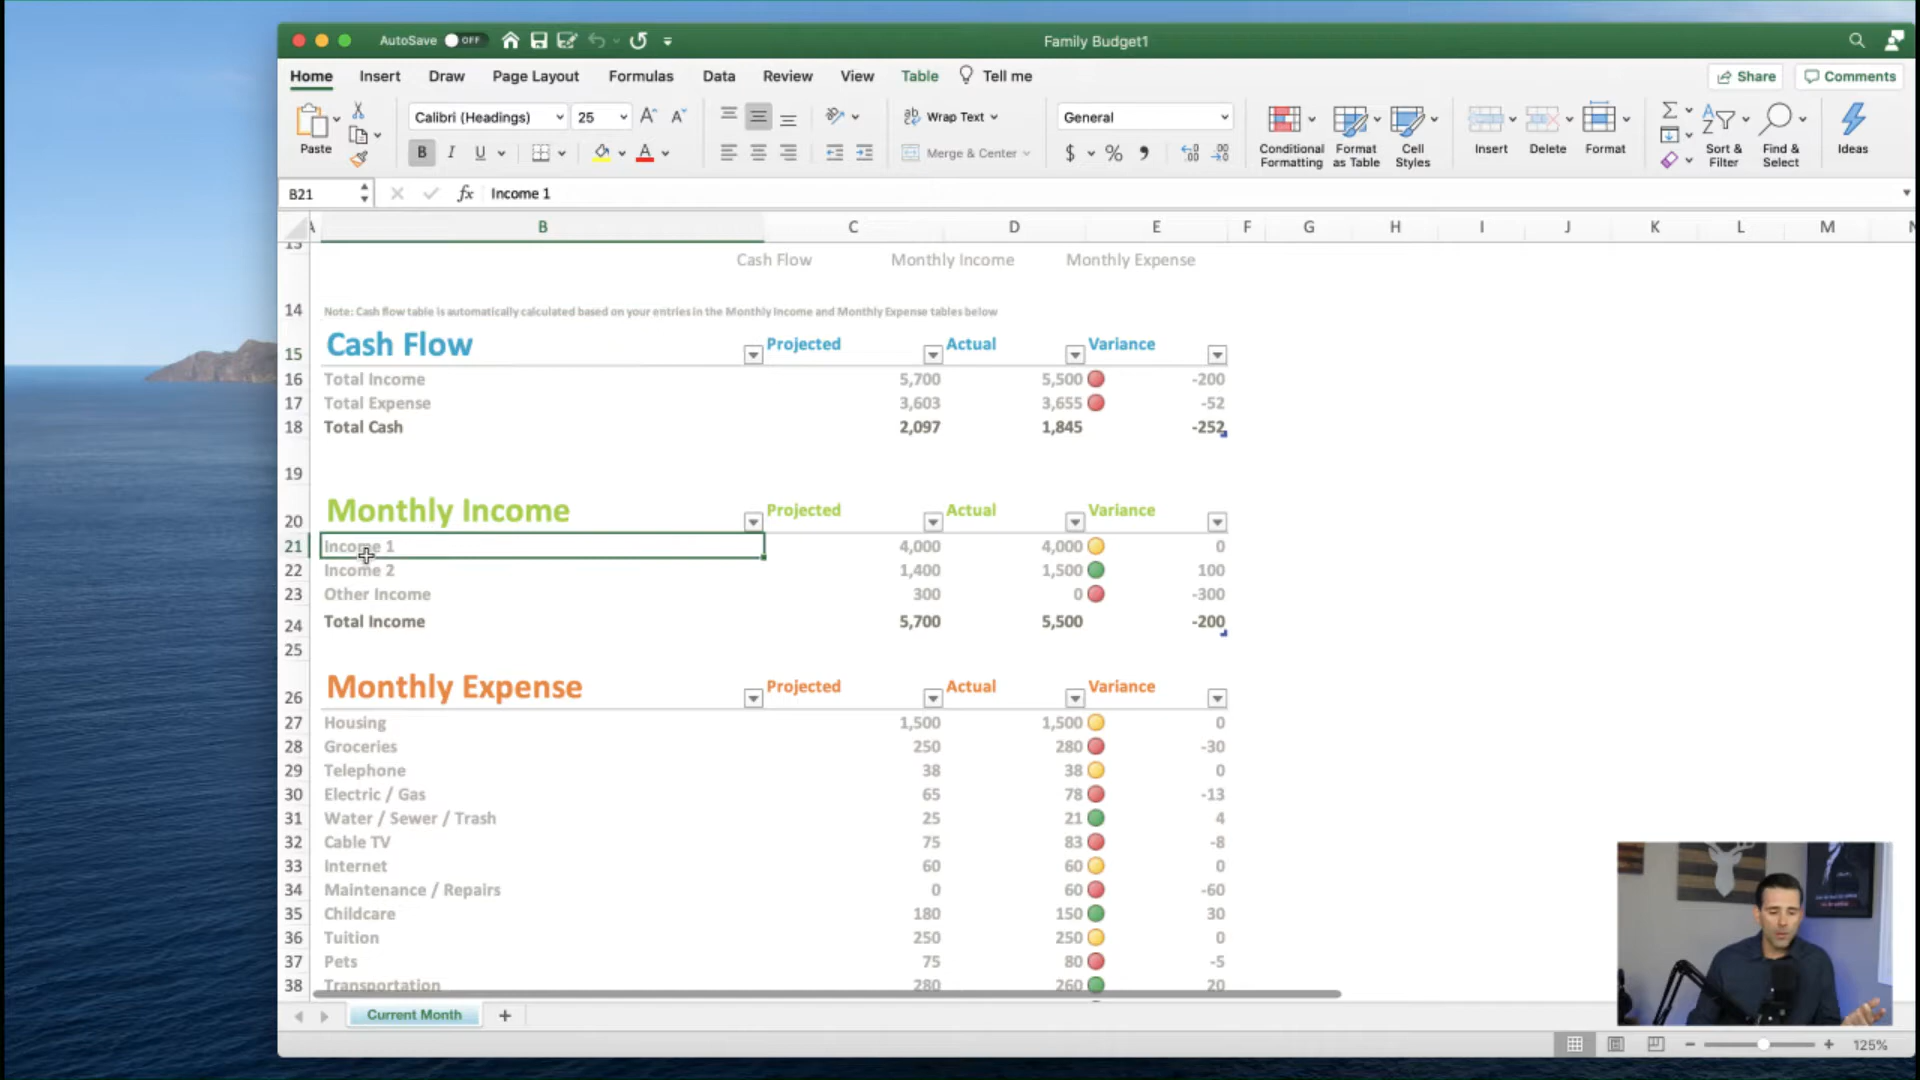 AutoSave OFF Family Budget1
Home Insert Draw Page Layout Formulas Data Review View Table Tell me Share Comments
Calibri (Headings) 25 Wrap Text General
Paste B I U A Merge & Center $ % Conditional Formatting Format as Table Cell Styles Insert Delete Format Sort & Filter Find & Select Ideas
B21 fx Income 1
A B C D E F G H I J K L M
Cash Flow Monthly Income Monthly Expense
14 Note: Cash flow table is automatically calculated based on your entries in the Monthly Income and Monthly Expense tables below
15 Cash Flow Projected Actual Variance
16 Total Income 5,700 5,500 -200
17 Total Expense 3,603 3,655 -52
18 Total Cash 2,097 1,845 -252
19
20 Monthly Income Projected Actual Variance
21 Income 1 4,000 4,000 0
22 Income 2 1,400 1,500 100
23 Other Income 300 0 -300
24 Total Income 5,700 5,500 -200
25
26 Monthly Expense Projected Actual Variance
27 Housing 1,500 1,500 0
28 Groceries 250 280 -30
29 Telephone 38 38 0
30 Electric / Gas 65 78 -13
31 Water / Sewer / Trash 25 21 4
32 Cable TV 75 83 -8
33 Internet 60 60 0
34 Maintenance / Repairs 0 60 -60
35 Childcare 180 150 30
36 Tuition 250 250 0
37 Pets 75 80 -5
38 Transportation 280 260 20
Current Month
125%